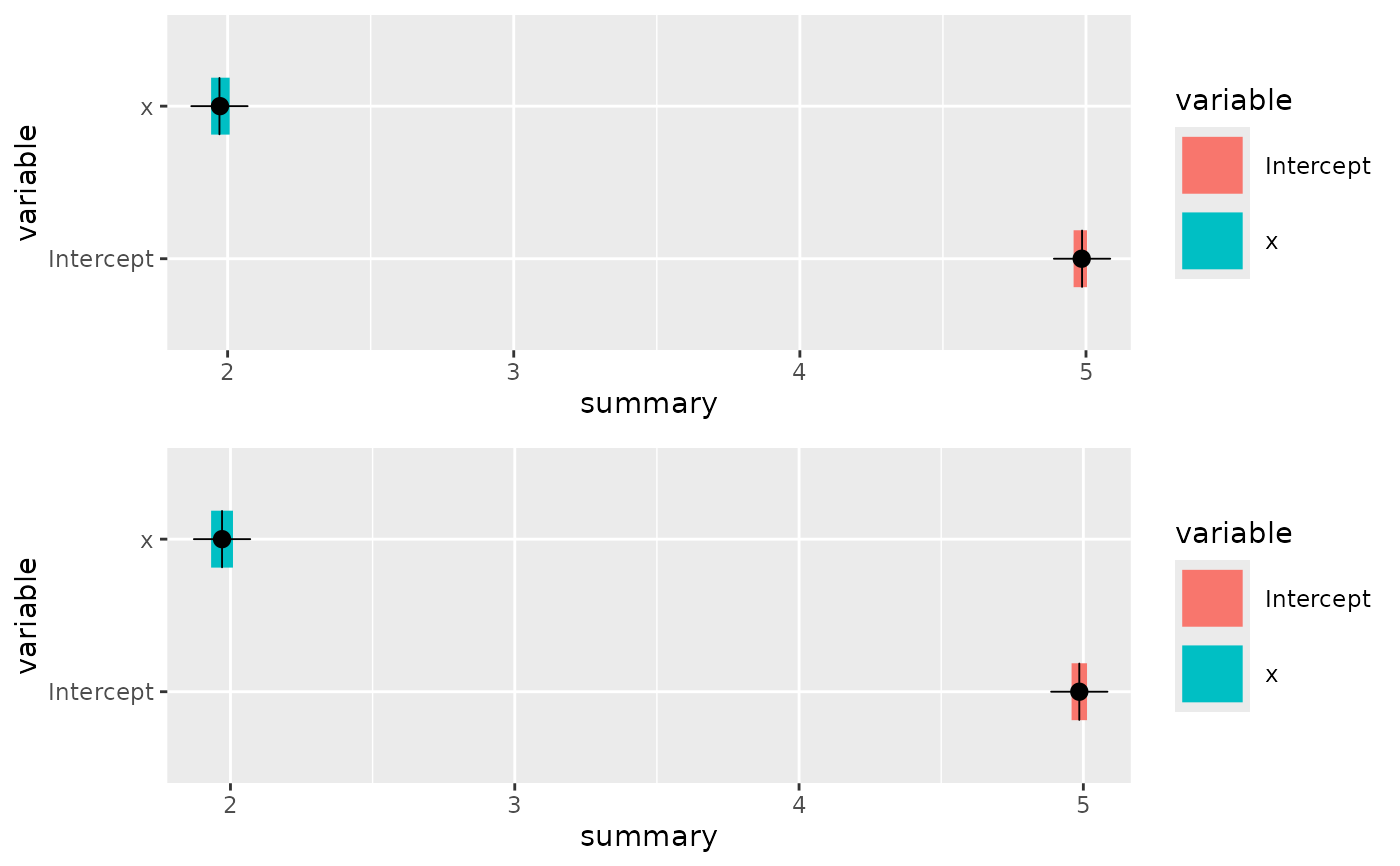 variable
x
Intercept
2 3 4 5
summary
variable
Intercept
x
variable
x
Intercept
2 3 4 5
summary
variable
Intercept
x